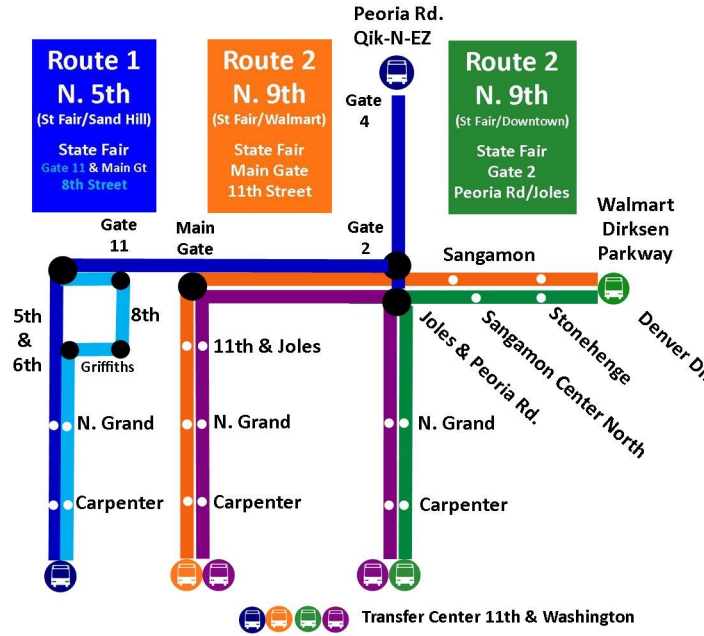 Peoria Rd.
Qik-N-EZ
Route 1
N. 5th
(St Fair/Sand Hill)
State Fair
Gate 11 & Main Gt
8th Street
Route 2
N. 9th
(St Fair/Walmart)
State Fair
Main Gate
11th Street
Route 2
N. 9th
(St Fair/Downtown)
State Fair
Gate 2
Peoria Rd/Joles
Gate
4
Walmart
Dirksen
Parkway
Gate
11
Main
Gate
Gate
2
Sangamon
5th
&
6th
8th
Griffiths
11th & Joles
Joles & Peoria Rd.
Sangamon Center North
Stonehenge
Denver Dr
N. Grand
N. Grand
N. Grand
Carpenter
Carpenter
Carpenter
Transfer Center 11th & Washington